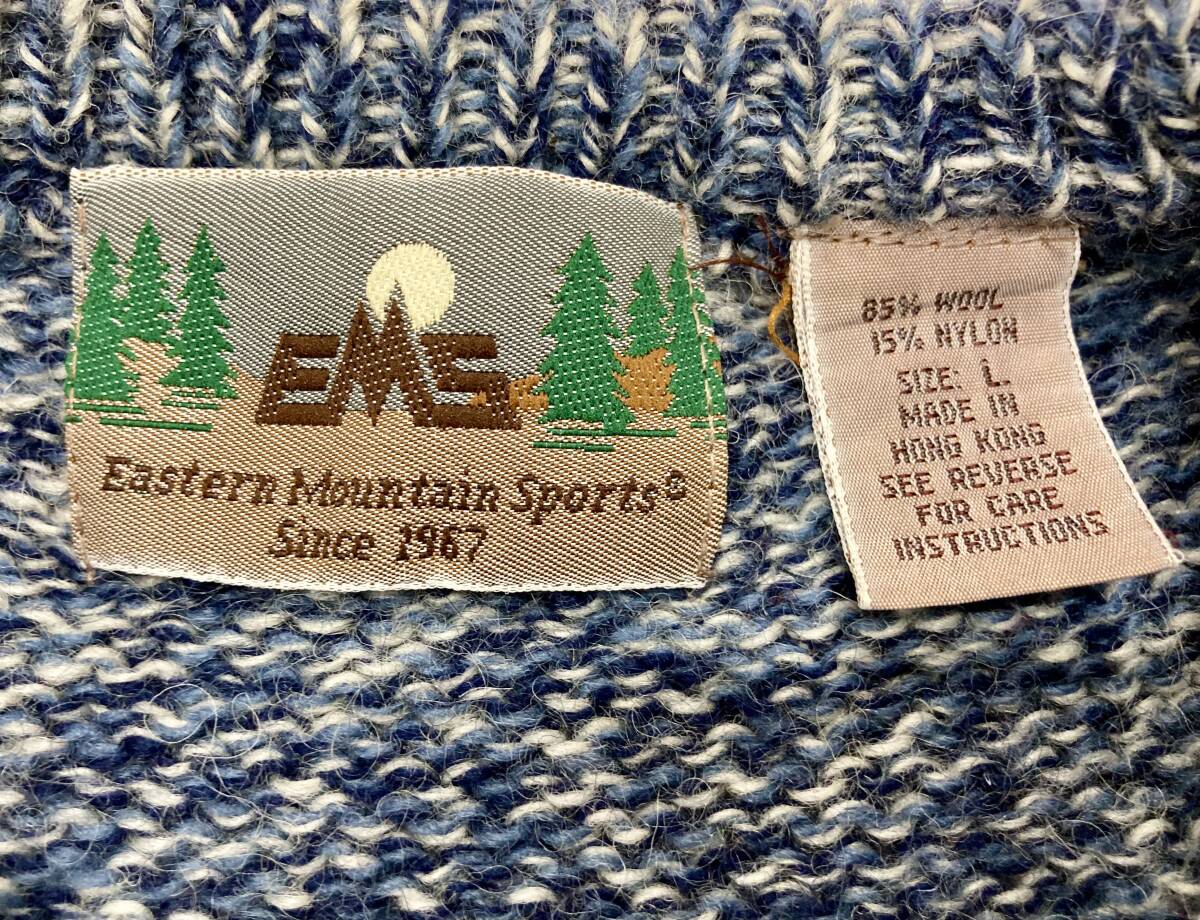 EMS
Eastern Mountain Sports®
Since 1967
85% WOOL
15% NYLON
SIZE: L.
MADE IN
HONG KONG
SEE REVERSE
FOR CARE
INSTRUCTIONS